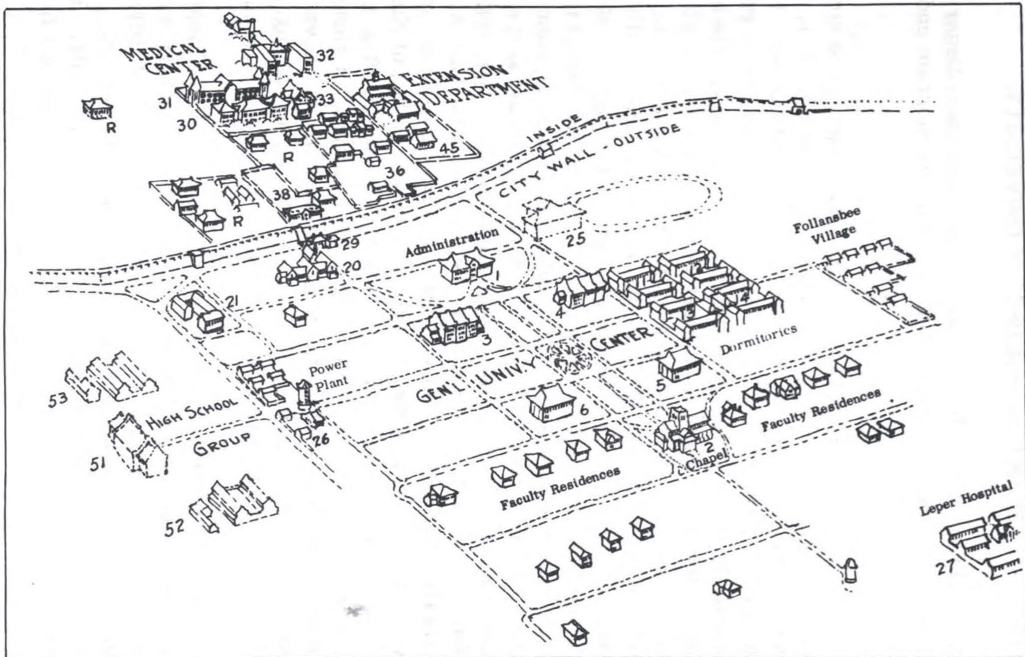 MEDICAL
CENTER
32
31
33
30
R
R
R
EXTENSION
DEPARTMENT
45
36
38
INSIDE
CITY WALL - OUTSIDE
29
20
Administration
1
25
Follansbee
Village
21
3
4
Dormitories
GEN'L UNIV'Y CENTER
5
6
Power
Plant
53
HIGH SCHOOL
GROUP
51
26
52
2
Chapel
Faculty Residences
Faculty Residences
Leper Hospital
27